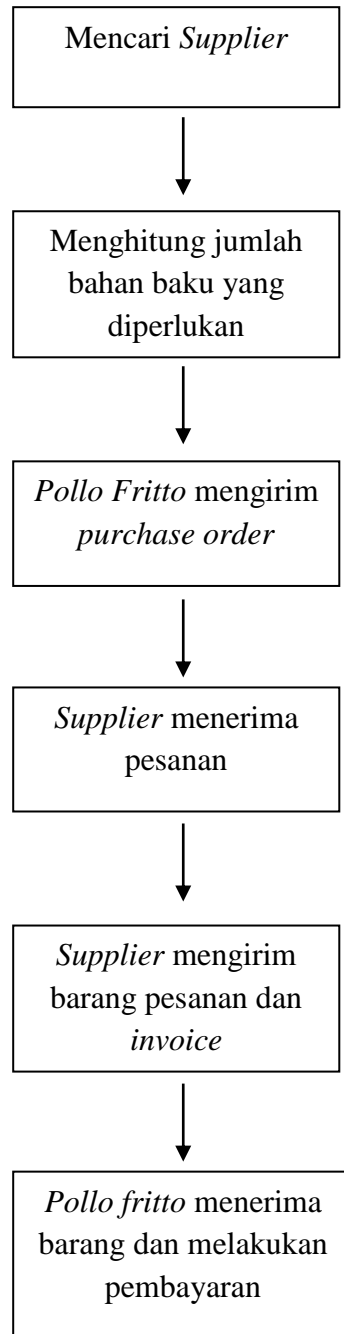 Mencari Supplier
Menghitung jumlah
bahan baku yang
diperlukan
Pollo Fritto mengirim
purchase order
Supplier menerima
pesanan
Supplier mengirim
barang pesanan dan
invoice
Pollo fritto menerima
barang dan melakukan
pembayaran